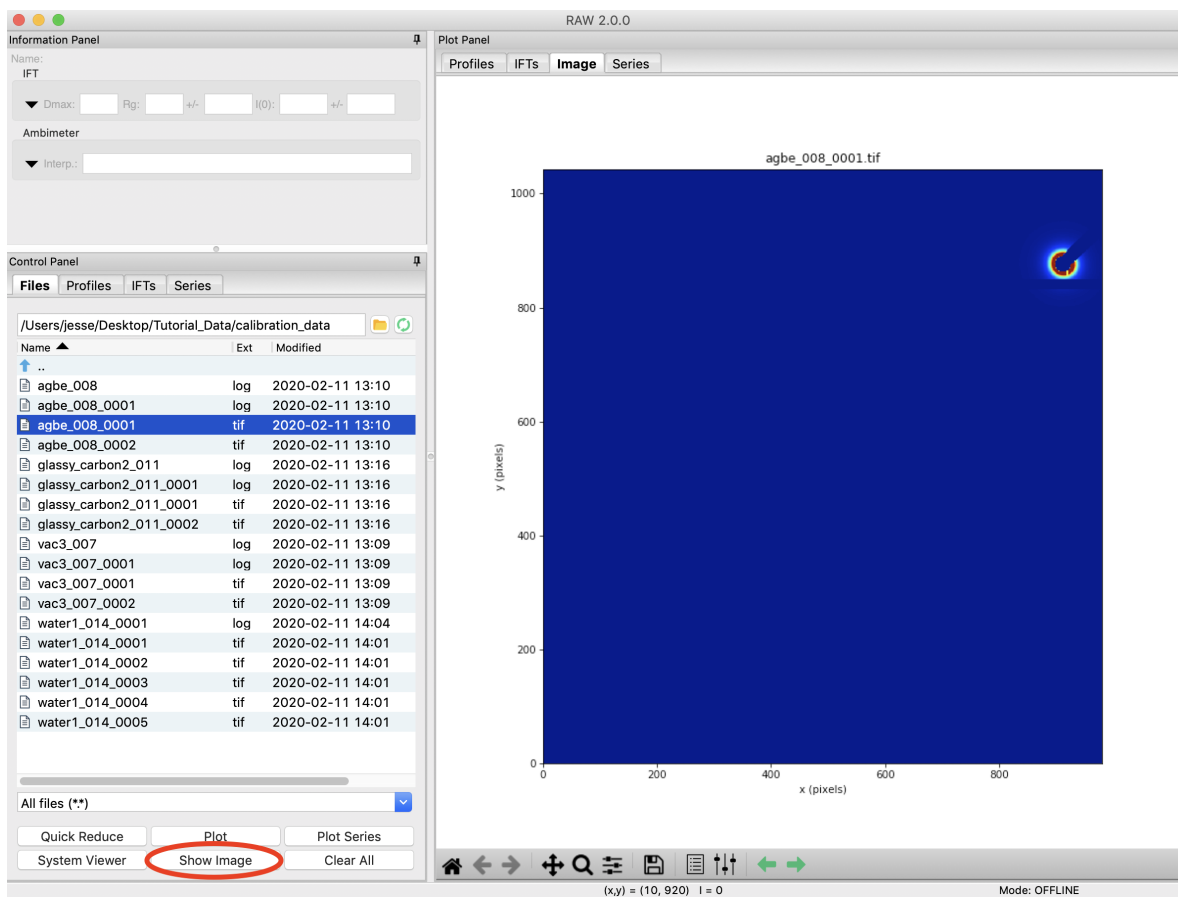 RAW 2.0.0
Information Panel
Name:
IFT
Dmax: Rg: +/- I(0): +/-
Ambimeter
Interp.:
Control Panel
Files Profiles IFTs Series
/Users/jesse/Desktop/Tutorial_Data/calibration_data
Name Ext Modified
..
agbe_008 log 2020-02-11 13:10
agbe_008_0001 log 2020-02-11 13:10
agbe_008_0001 tif 2020-02-11 13:10
agbe_008_0002 tif 2020-02-11 13:10
glassy_carbon2_011 log 2020-02-11 13:16
glassy_carbon2_011_0001 log 2020-02-11 13:16
glassy_carbon2_011_0001 tif 2020-02-11 13:16
glassy_carbon2_011_0002 tif 2020-02-11 13:16
vac3_007 log 2020-02-11 13:09
vac3_007_0001 log 2020-02-11 13:09
vac3_007_0001 tif 2020-02-11 13:09
vac3_007_0002 tif 2020-02-11 13:09
water1_014_0001 log 2020-02-11 14:04
water1_014_0001 tif 2020-02-11 14:01
water1_014_0002 tif 2020-02-11 14:01
water1_014_0003 tif 2020-02-11 14:01
water1_014_0004 tif 2020-02-11 14:01
water1_014_0005 tif 2020-02-11 14:01
All files (*.*)
Quick Reduce Plot Plot Series
System Viewer Show Image Clear All
Plot Panel
Profiles IFTs Image Series
agbe_008_0001.tif
1000
800
600
400
200
0
y (pixels)
0 200 400 600 800
x (pixels)
(x,y) = (10, 920) I = 0
Mode: OFFLINE